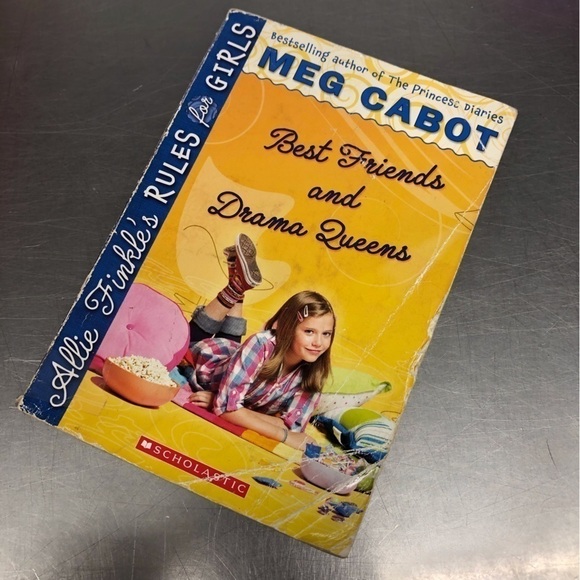 Bestselling author of The Princess Diaries
MEG CABOT
Allie Finkle's RULES for GIRLS
Best Friends
and
Drama Queens
SCHOLASTIC